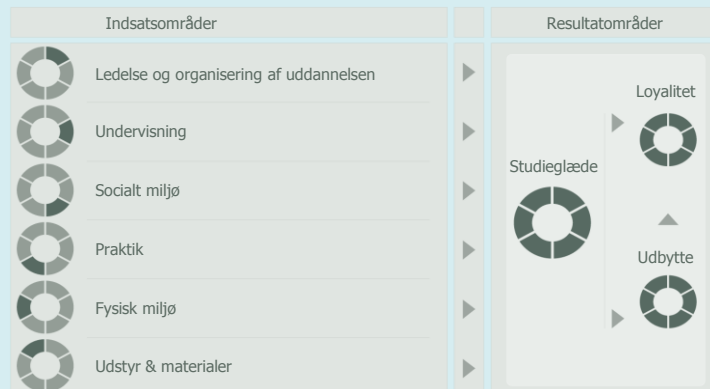 Indsatsområder
Resultatområder
Ledelse og organisering af uddannelsen
Undervisning
Socialt miljø
Praktik
Fysisk miljø
Udstyr & materialer
Studieglæde
Loyalitet
Udbytte